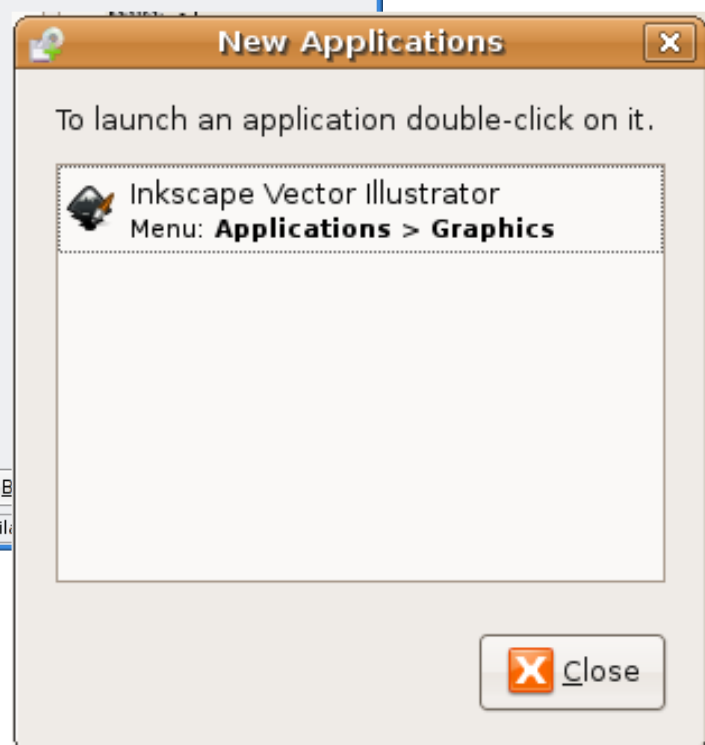 New Applications
To launch an application double-click on it.
Inkscape Vector Illustrator
Menu: Applications > Graphics
B
Close